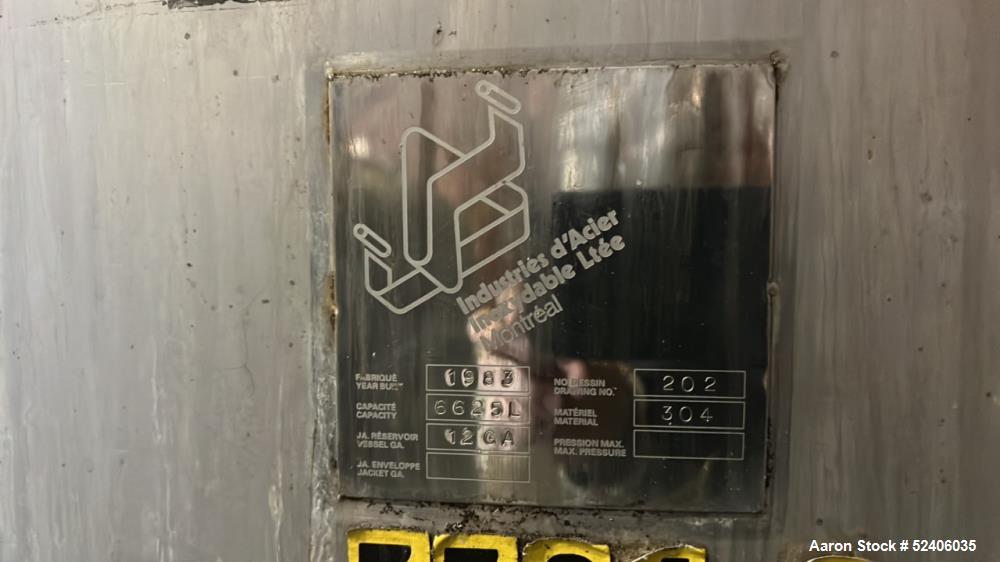 Industries d'Acier
Inoxydable Ltée
Montréal
FABRIQUÉ
YEAR BUILT
1983
NO. DESSIN
DRAWING NO.
202
CAPACITÉ
CAPACITY
6625L
MATÉRIEL
MATERIAL
304
JA. RÉSERVOIR
VESSEL GA.
12GA
PRESSION MAX.
MAX. PRESSURE
JA. ENVELOPPE
JACKET GA.
Aaron Stock # 52406035